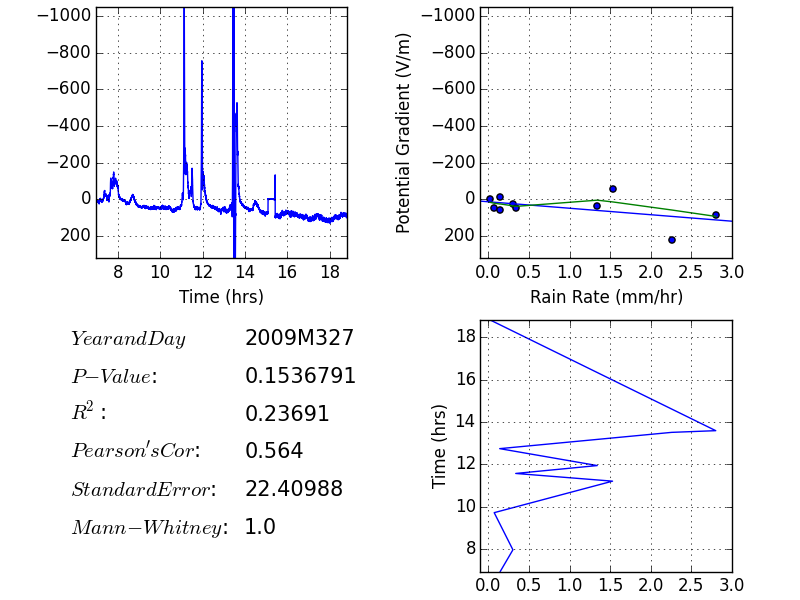 −1000
−800
−600
−400
−200
0
200
8 10 12 14 16 18
Time (hrs)
Potential Gradient (V/m)
−1000
−800
−600
−400
−200
0
200
0.0 0.5 1.0 1.5 2.0 2.5 3.0
Rain Rate (mm/hr)
YearandDay 2009M327
P−Value: 0.1536791
R²: 0.23691
Pearson'sCor: 0.564
StandardError: 22.40988
Mann−Whitney: 1.0
Time (hrs)
18
16
14
12
10
8
0.0 0.5 1.0 1.5 2.0 2.5 3.0